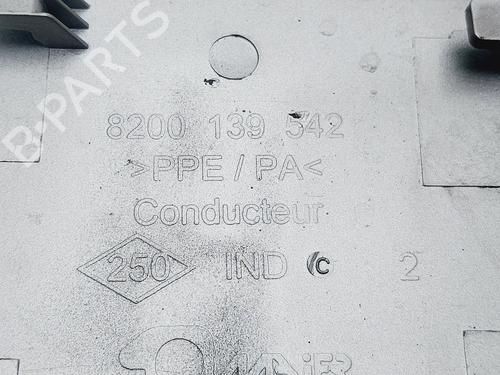 B-PARTS
8200 139 542
>PPE / PA<
Conducteur
250 IND C 2